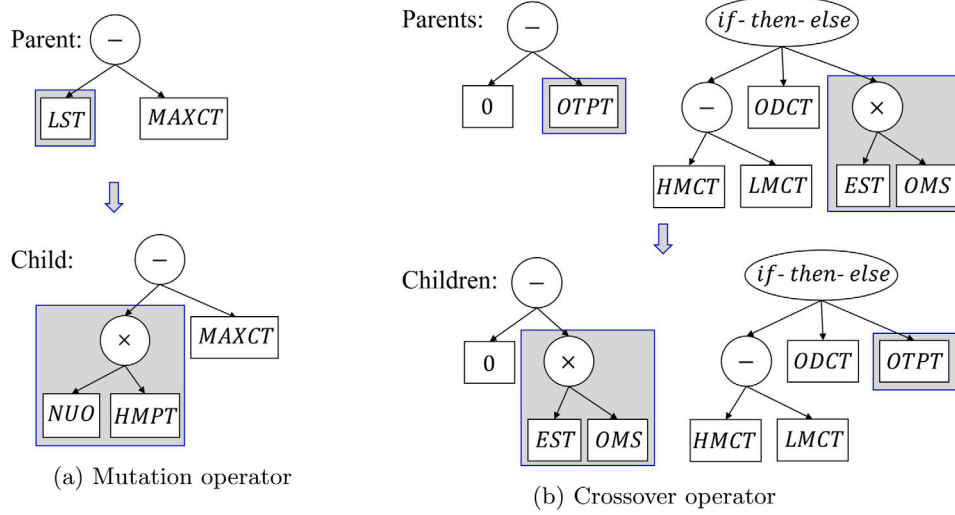 Parent:
−
LST
MAXCT
Child:
−
×
MAXCT
NUO
HMPT
(a) Mutation operator
Parents:
−
0
OTPT
if- then- else
−
ODCT
×
HMCT
LMCT
EST
OMS
Children:
−
0
×
EST
OMS
if- then- else
−
ODCT
OTPT
HMCT
LMCT
(b) Crossover operator